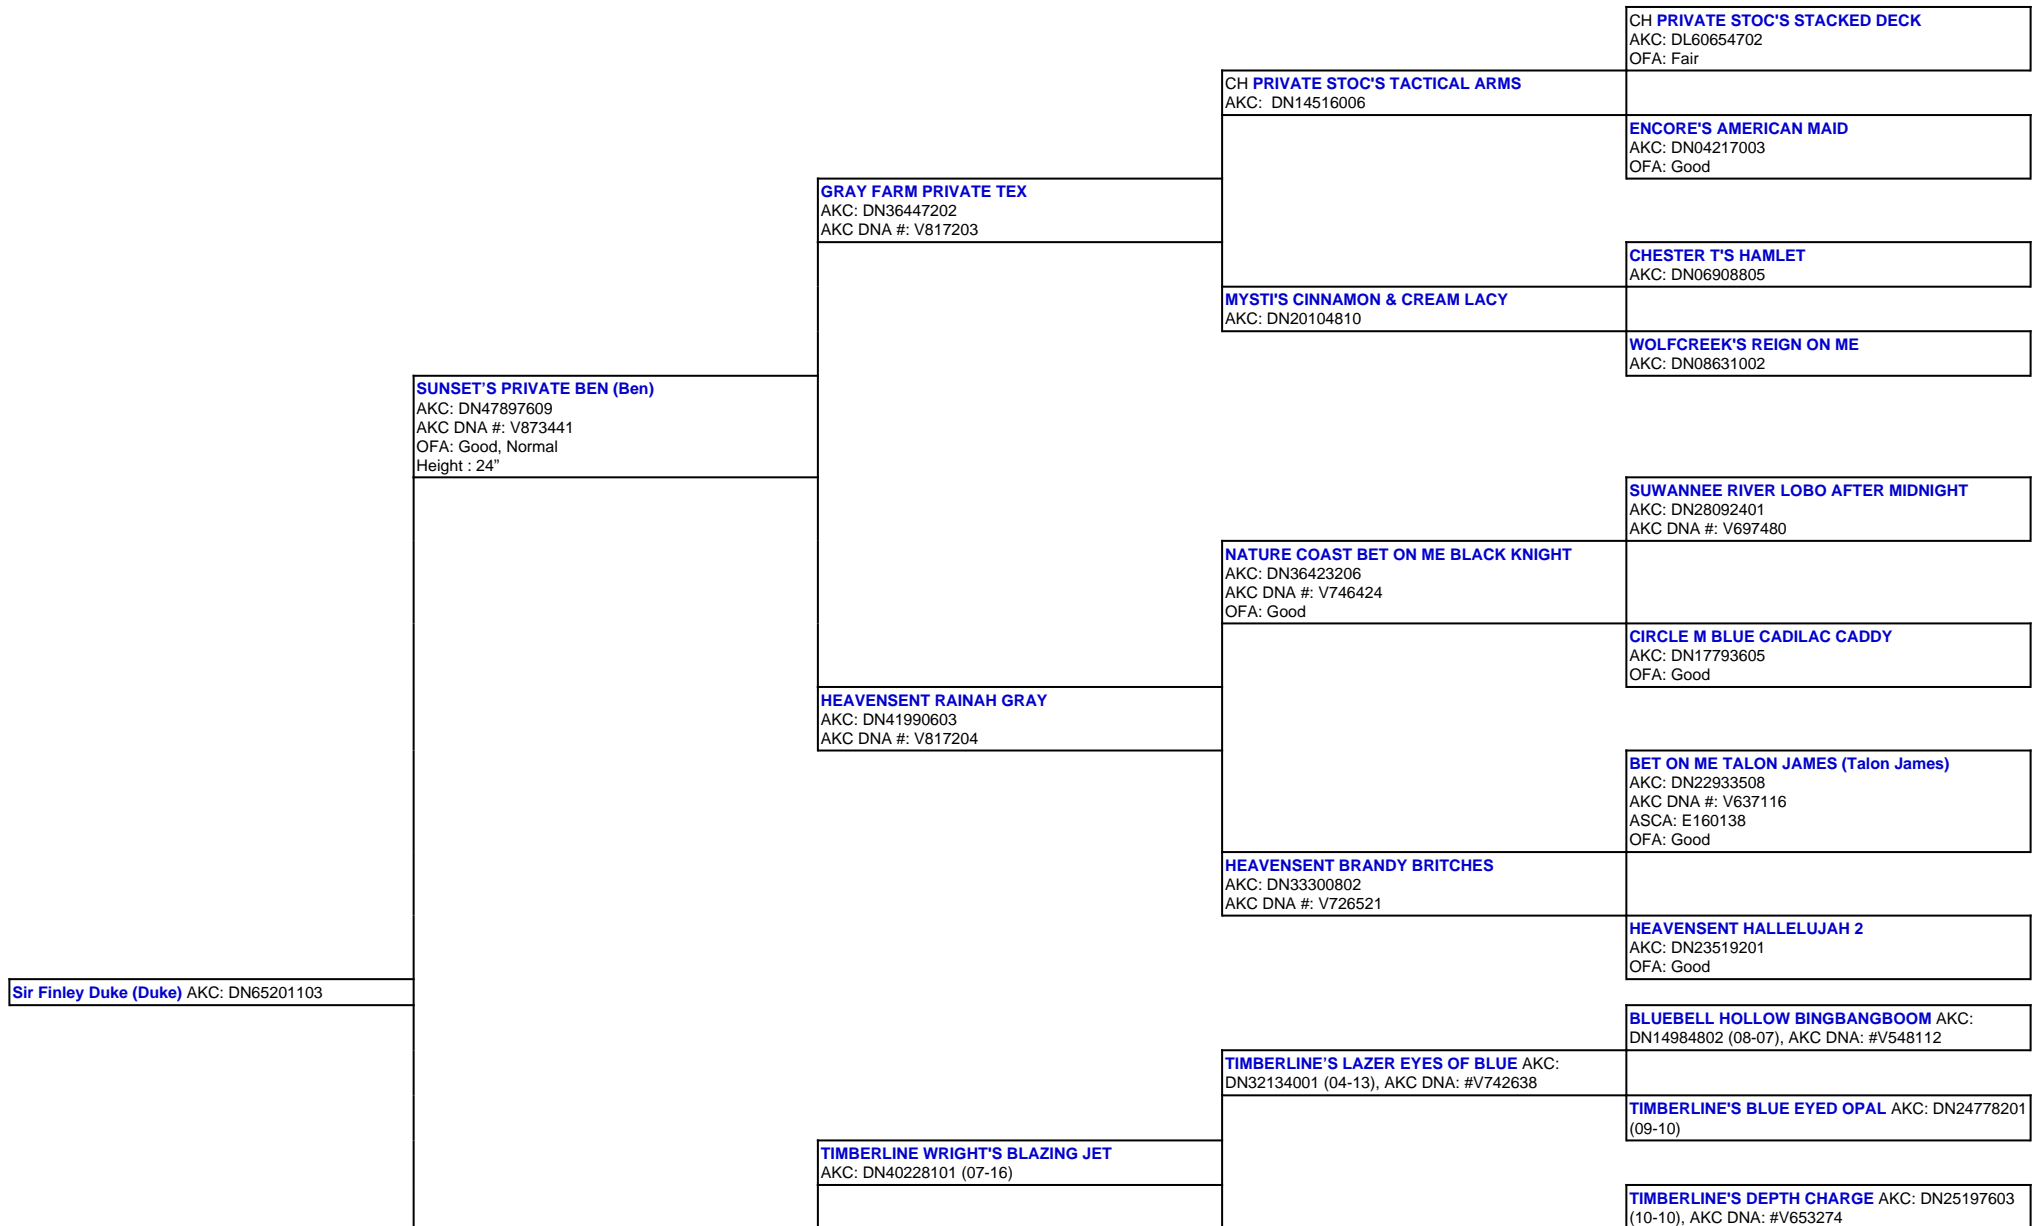 CH PRIVATE STOC'S STACKED DECK
AKC: DL60654702
OFA: Fair
CH PRIVATE STOC'S TACTICAL ARMS
AKC:  DN14516006
ENCORE'S AMERICAN MAID
AKC: DN04217003
OFA: Good
GRAY FARM PRIVATE TEX
AKC: DN36447202
AKC DNA #: V817203
CHESTER T'S HAMLET
AKC: DN06908805
MYSTI'S CINNAMON & CREAM LACY
AKC: DN20104810
WOLFCREEK'S REIGN ON ME
AKC: DN08631002
SUNSET’S PRIVATE BEN (Ben)
AKC: DN47897609
AKC DNA #: V873441
OFA: Good, Normal
Height : 24”
SUWANNEE RIVER LOBO AFTER MIDNIGHT
AKC: DN28092401
AKC DNA #: V697480
NATURE COAST BET ON ME BLACK KNIGHT
AKC: DN36423206
AKC DNA #: V746424
OFA: Good
CIRCLE M BLUE CADILAC CADDY
AKC: DN17793605
OFA: Good
HEAVENSENT RAINAH GRAY
AKC: DN41990603
AKC DNA #: V817204
BET ON ME TALON JAMES (Talon James)
AKC: DN22933508
AKC DNA #: V637116
ASCA: E160138
OFA: Good
HEAVENSENT BRANDY BRITCHES
AKC: DN33300802
AKC DNA #: V726521
HEAVENSENT HALLELUJAH 2
AKC: DN23519201
OFA: Good
Sir Finley Duke (Duke) AKC: DN65201103
BLUEBELL HOLLOW BINGBANGBOOM AKC:
DN14984802 (08-07), AKC DNA: #V548112
TIMBERLINE’S LAZER EYES OF BLUE AKC:
DN32134001 (04-13), AKC DNA: #V742638
TIMBERLINE'S BLUE EYED OPAL AKC: DN24778201
(09-10)
TIMBERLINE WRIGHT'S BLAZING JET
AKC: DN40228101 (07-16)
TIMBERLINE'S DEPTH CHARGE AKC: DN25197603
(10-10), AKC DNA: #V653274